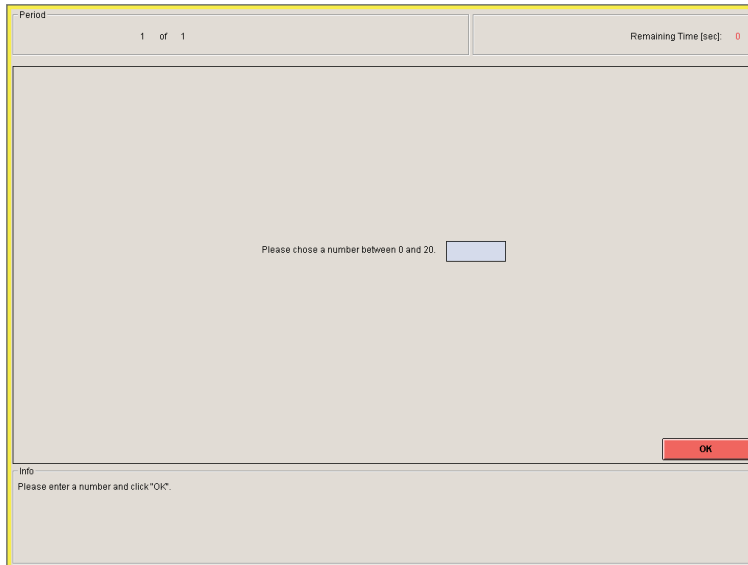 Period
1 of 1
Remaining Time [sec]: 0
Please chose a number between 0 and 20.
OK
Info
Please enter a number and click "OK".